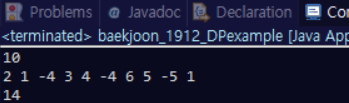 Problems @ Javadoc Declaration Con
<terminated> baekjoon_1912_DPexample [Java App
10
2 1 -4 3 4 -4 6 5 -5 1
14